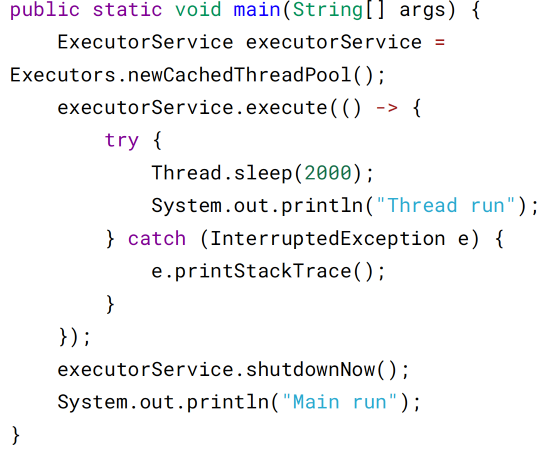 public static void main(String[] args) {
    ExecutorService executorService =
Executors.newCachedThreadPool();
    executorService.execute(() -> {
        try {
            Thread.sleep(2000);
            System.out.println("Thread run");
        } catch (InterruptedException e) {
            e.printStackTrace();
        }
    });
    executorService.shutdownNow();
    System.out.println("Main run");
}